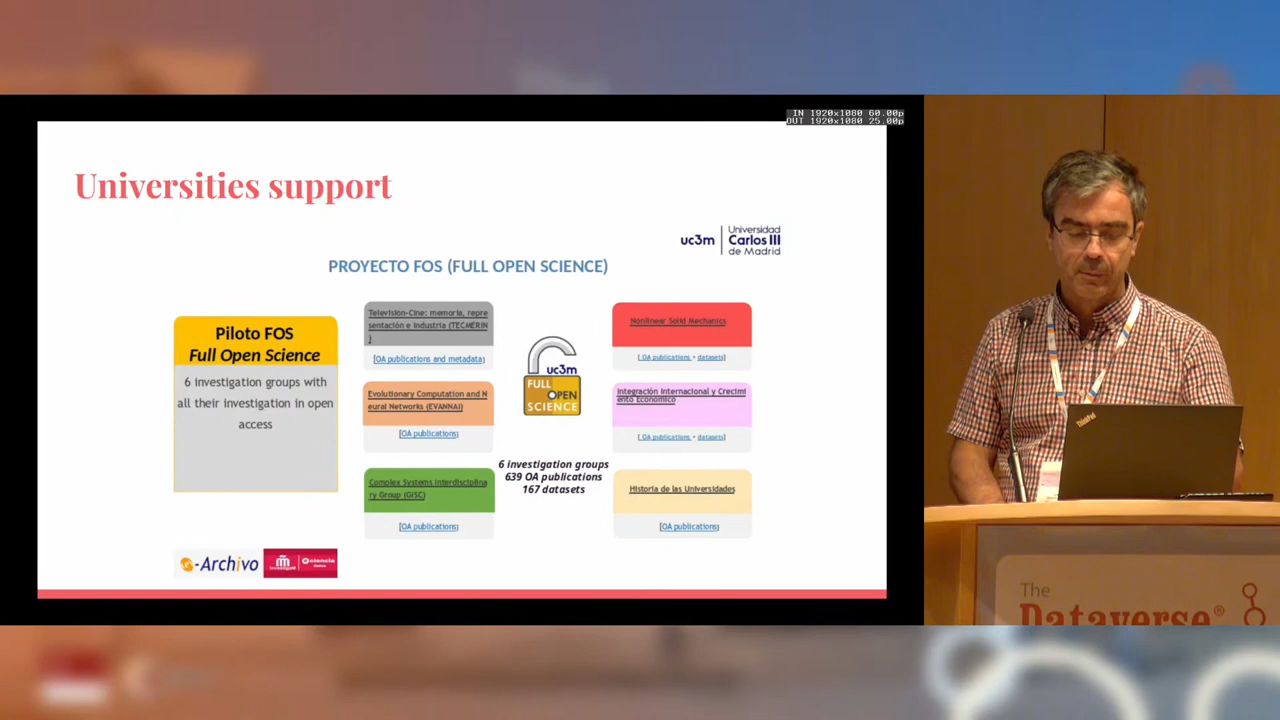 IN 1920x1080 60.00p
OUT 1920x1080 25.00p
Universities support
uc3m
Universidad
Carlos III
de Madrid
PROYECTO FOS (FULL OPEN SCIENCE)
Piloto FOS
Full Open Science
6 investigation groups with
all their investigation in open
access
Televisión-Cine: memoria, repre
sentación e industria (TECMERIN
)
[OA publications and metadata]
Evolutionary Computation and N
eural Networks (EVANNAI)
[OA publications]
Complex Systems Interdisciplina
ry Group (GISC)
[OA publications]
uc3m
FULL
OPEN
SCIENCE
6 investigation groups
639 OA publications
167 datasets
Nonlinear Solid Mechanics
[ OA publications + datasets]
Integración Internacional y Crecimi
ento Económico
[ OA publications + datasets]
Historia de las Universidades
[OA publications]
e-Archivo
ThinkPad
The
Dataverse®